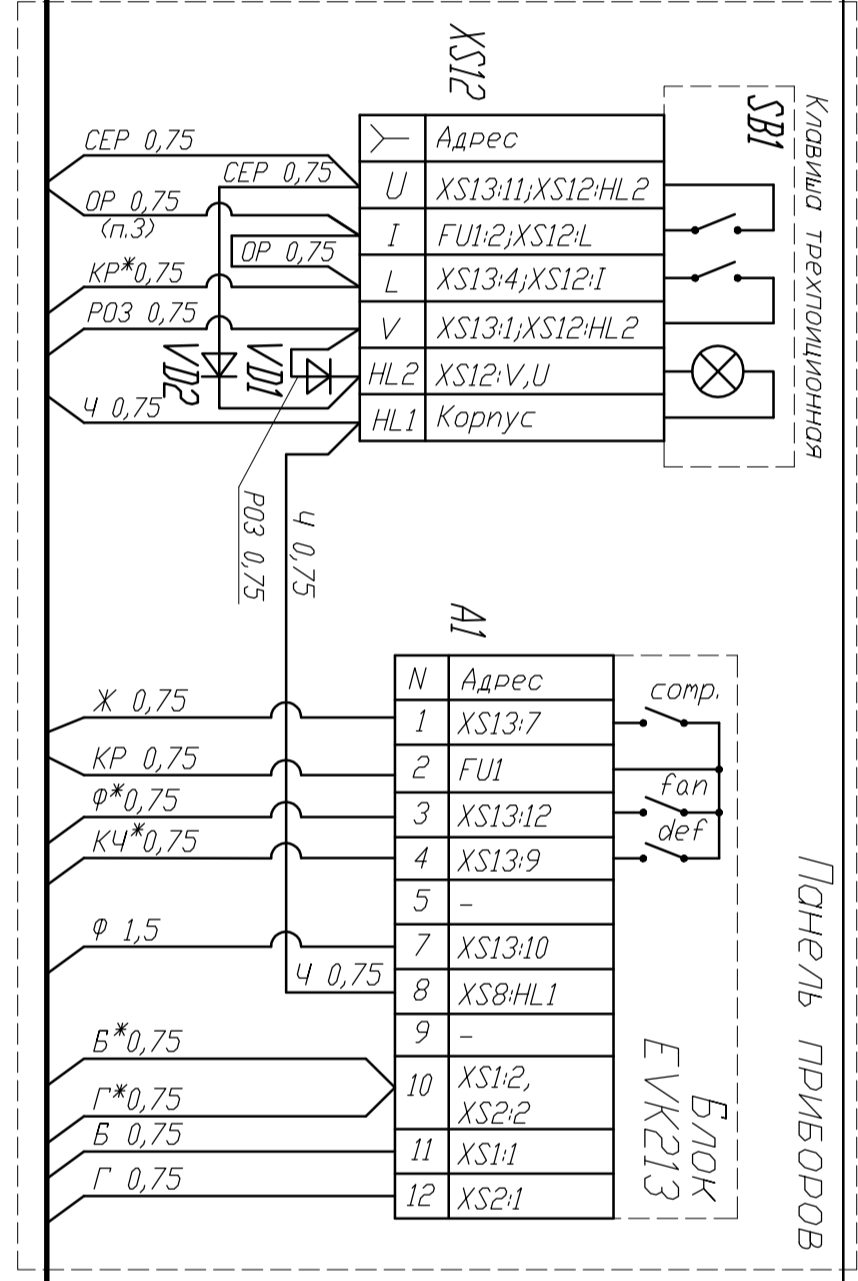 Клавиша трехпоиционная
SB1
XS12
Адрес
U XS13:11;XS12:HL2
I FU1:2;XS12:L
L XS13:4;XS12:I
V XS13:1;XS12:HL2
HL2 XS12:V,U
HL1 Корпус
СЕР 0,75
СЕР 0,75
ОР 0,75
(п.3)
ОР 0,75
КР*0,75
РОЗ 0,75
VD2
VD1
Ч 0,75
РОЗ 0,75
Ч 0,75
A1
N Адрес
1 XS13:7
2 FU1
3 XS13:12
4 XS13:9
5 -
7 XS13:10
8 XS8:HL1
9 -
10 XS1:2,
XS2:2
11 XS1:1
12 XS2:1
comp.
fan
def
Ж 0,75
КР 0,75
Ф*0,75
КЧ*0,75
Ф 1,5
Ч 0,75
Б*0,75
Г*0,75
Б 0,75
Г 0,75
Блок
EVK213
Панель приборов